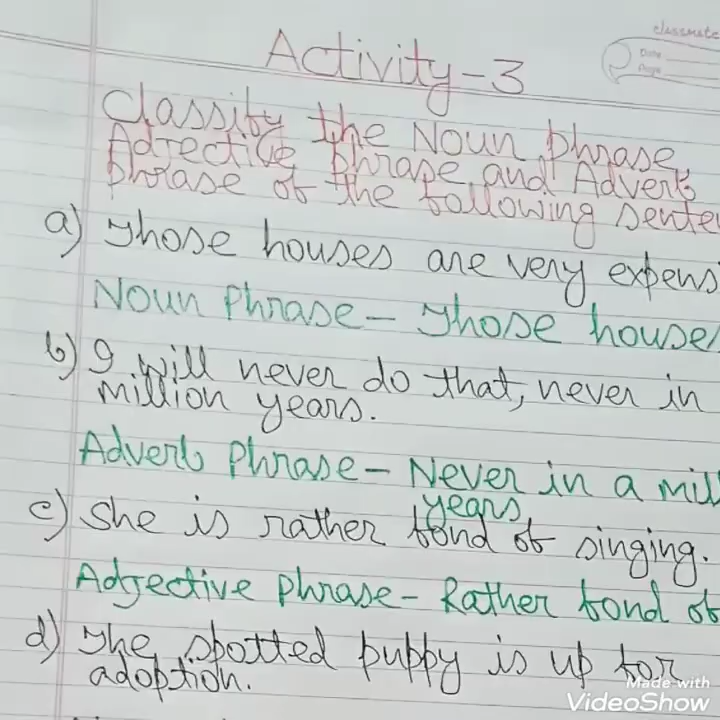 classmate
Date
Page
Activity-3
Classify the Noun phrase,
Adjective phrase and Adverb
phrase of the following senten
a) Those houses are very expens
Noun Phrase - Those houses
b) I will never do that, never in
million years.
Adverb Phrase - Never in a mill
years
c) She is rather fond of singing.
Adjective Phrase - Rather fond of
d) The spotted puppy is up for
adoption.
Made with
VideoShow